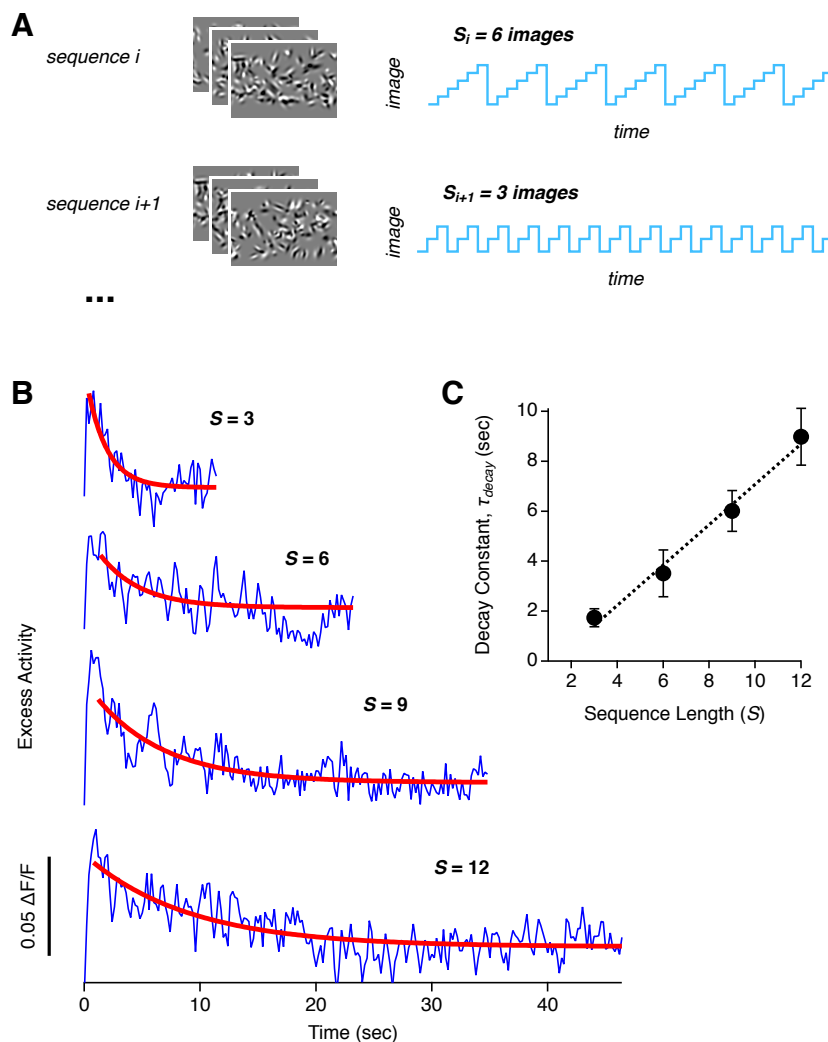 A
sequence i
Si = 6 images
image
time
sequence i+1
Si+1 = 3 images
image
time
...
B
S = 3
S = 6
S = 9
S = 12
Excess Activity
0.05 ΔF/F
0 10 20 30 40
Time (sec)
C
10
8
6
4
2
0
Decay Constant, τdecay (sec)
2 4 6 8 10 12
Sequence Length (S)